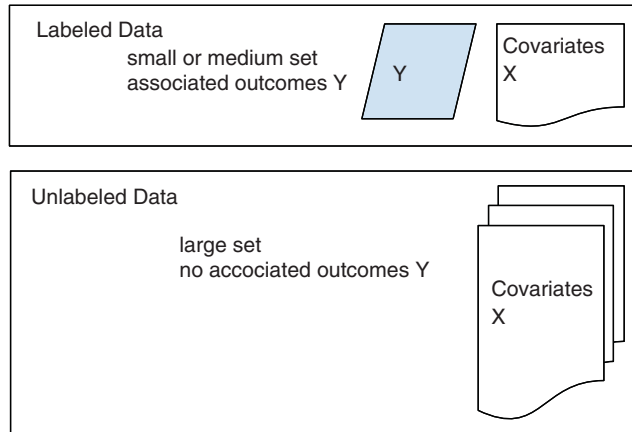 Labeled Data
small or medium set
associated outcomes Y
Y
Covariates
X
Unlabeled Data
large set
no accociated outcomes Y
Covariates
X